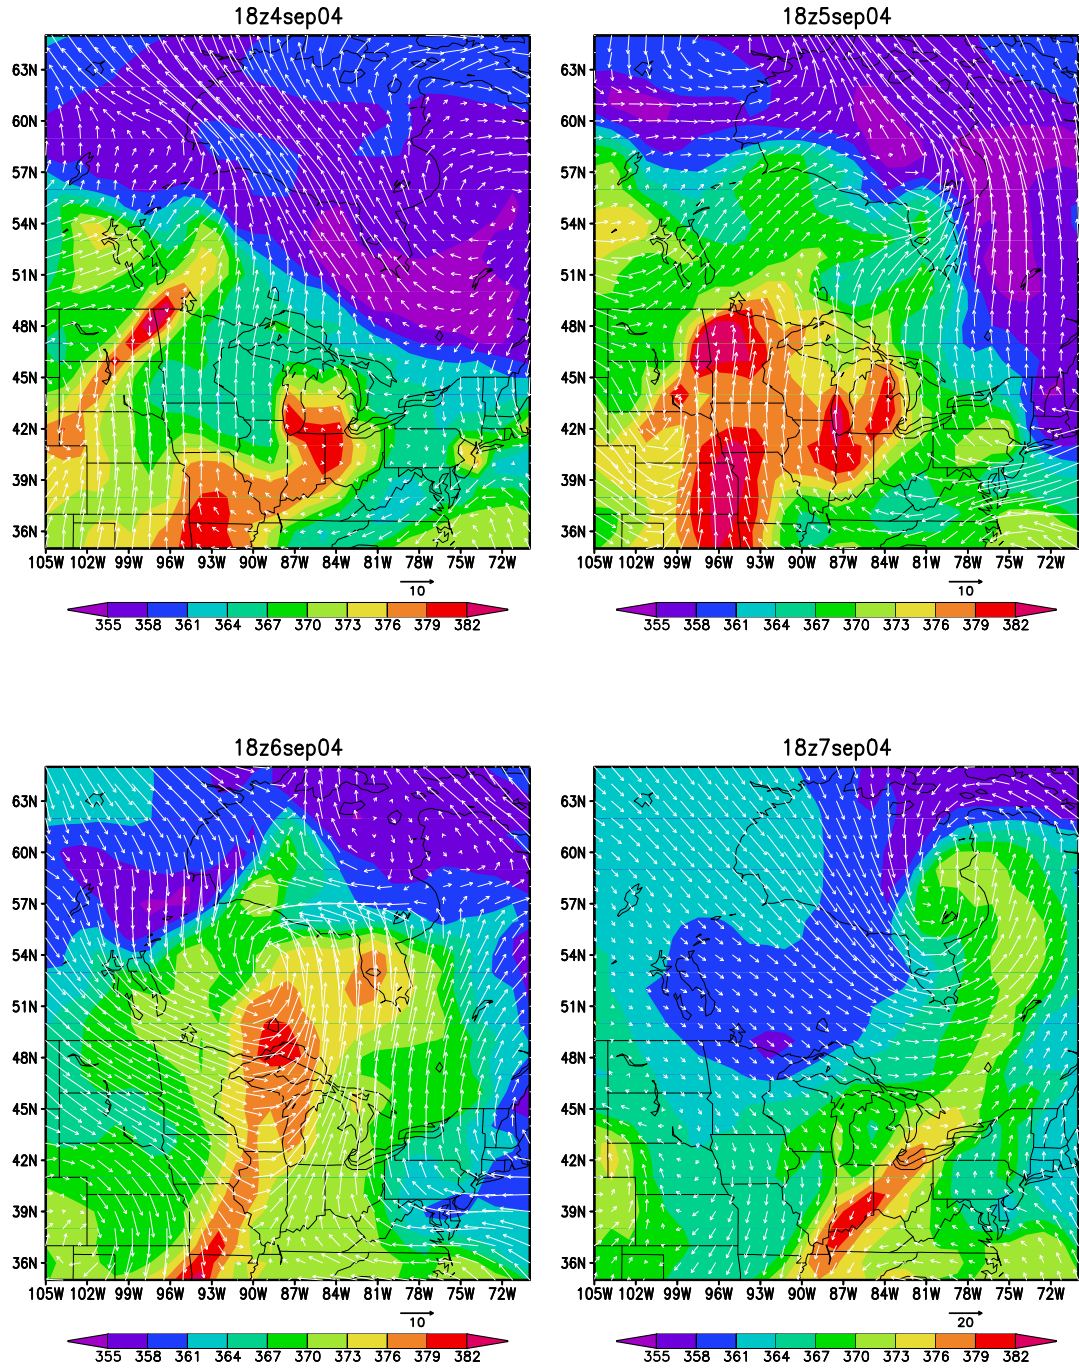 18z4sep04
18z5sep04
63N
60N
57N
54N
51N
48N
45N
42N
39N
36N
105W 102W 99W 96W 93W 90W 87W 84W 81W 78W 75W 72W
10
355 358 361 364 367 370 373 376 379 382
63N
60N
57N
54N
51N
48N
45N
42N
39N
36N
105W 102W 99W 96W 93W 90W 87W 84W 81W 78W 75W 72W
10
355 358 361 364 367 370 373 376 379 382
18z6sep04
18z7sep04
63N
60N
57N
54N
51N
48N
45N
42N
39N
36N
105W 102W 99W 96W 93W 90W 87W 84W 81W 78W 75W 72W
10
355 358 361 364 367 370 373 376 379 382
63N
60N
57N
54N
51N
48N
45N
42N
39N
36N
105W 102W 99W 96W 93W 90W 87W 84W 81W 78W 75W 72W
20
355 358 361 364 367 370 373 376 379 382